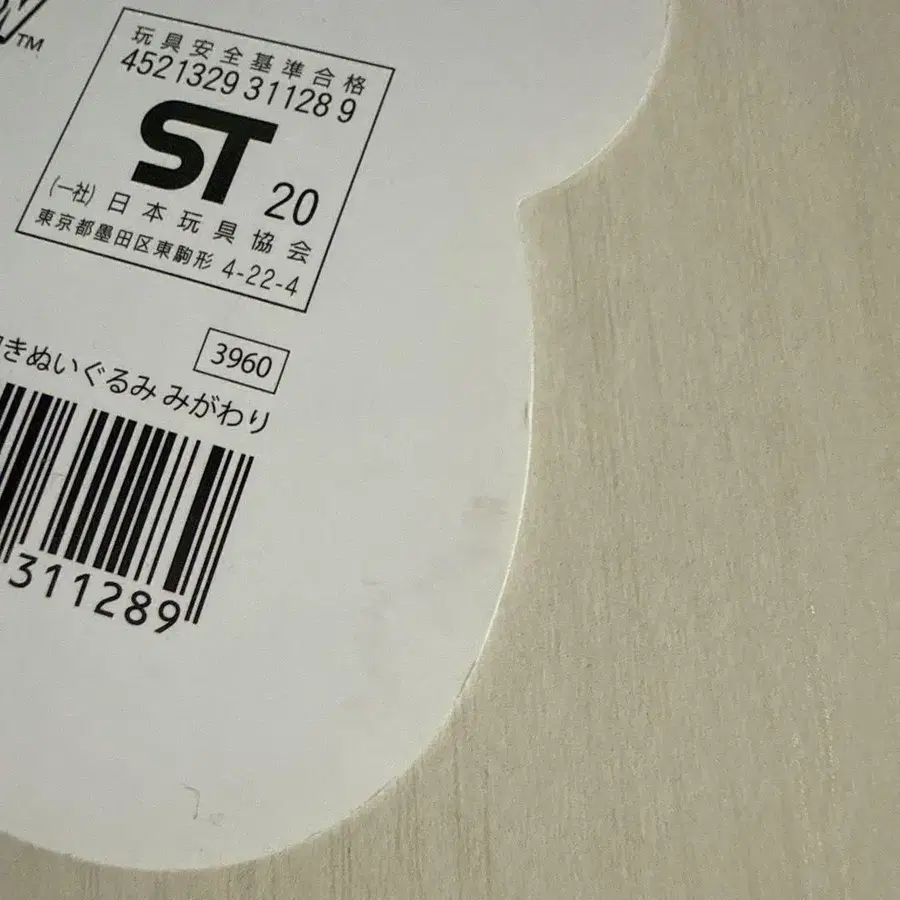 TM
玩具安全基準合格
4521329 31128 9
ST 20
(一社) 日本玩具協会
東京都墨田区東駒形 4-22-4
3960
きぬいぐるみ みがわり
311289